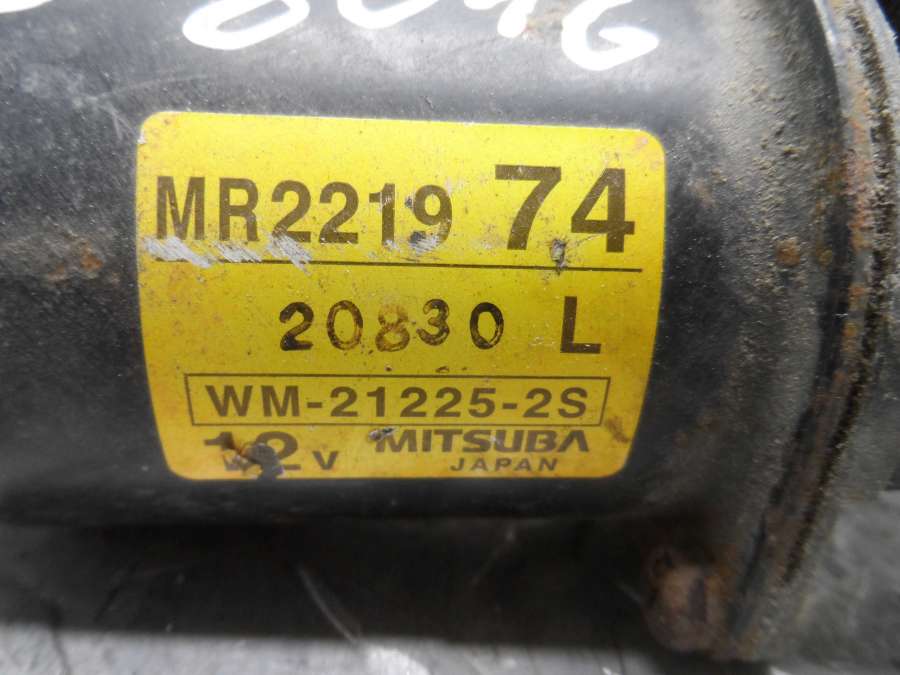 MR2219 74
20830 L
WM-21225-2S
12V MITSUBA
JAPAN